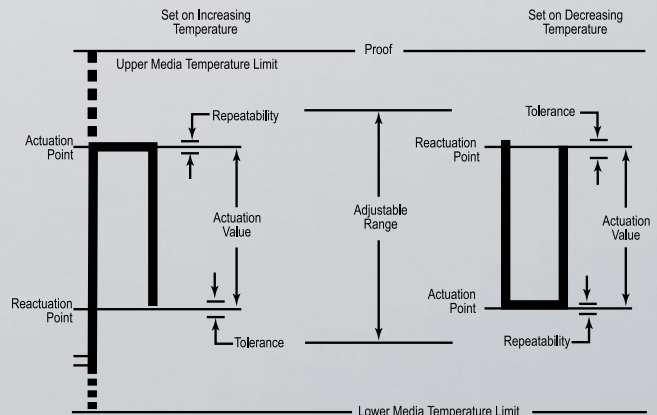 Set on Increasing
Temperature
Set on Decreasing
Temperature
Proof
Upper Media Temperature Limit
Repeatability
Tolerance
Actuation
Point
Reactuation
Point
Actuation
Value
Adjustable
Range
Actuation
Value
Reactuation
Point
Actuation
Point
Tolerance
Repeatability
Lower Media Temperature Limit